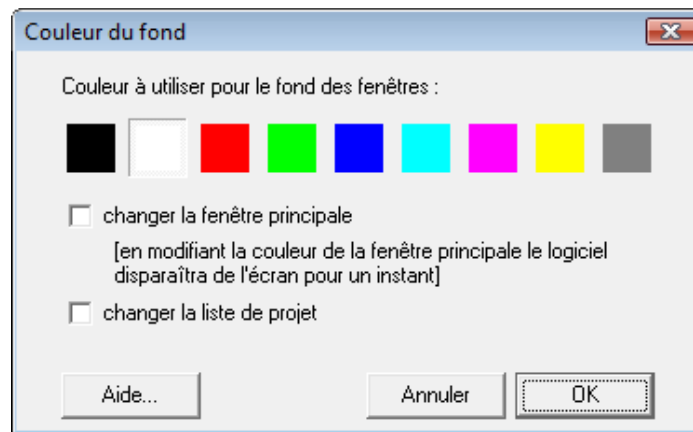 Couleur du fond
Couleur à utiliser pour le fond des fenêtres :
changer la fenêtre principale
[en modifiant la couleur de la fenêtre principale le logiciel
disparaîtra de l'écran pour un instant]
changer la liste de projet
Aide... Annuler OK